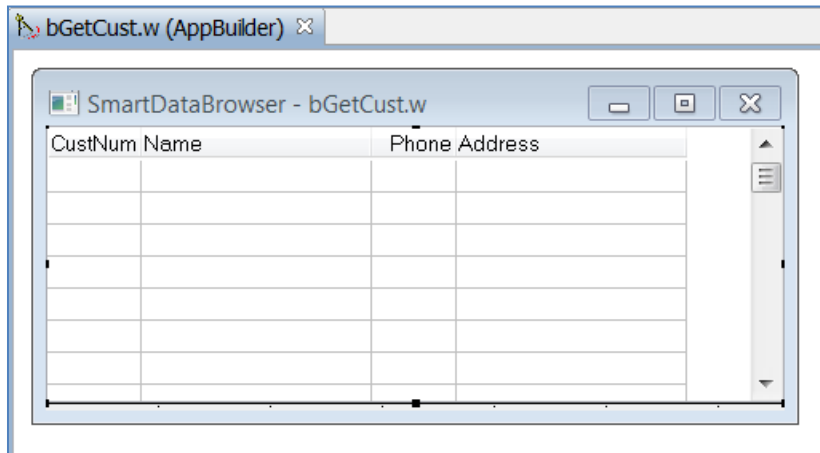 bGetCust.w (AppBuilder)
SmartDataBrowser - bGetCust.w
CustNum Name Phone Address